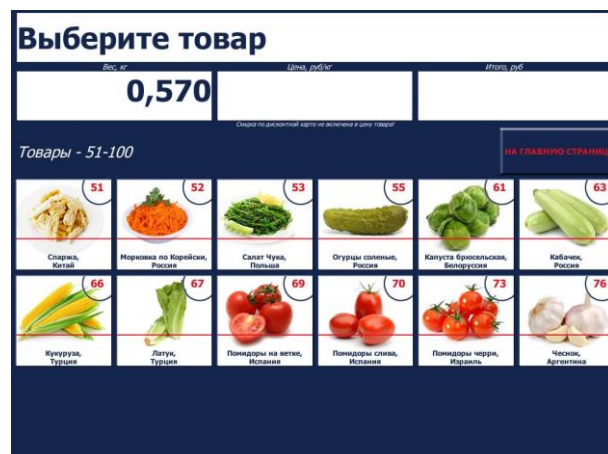 Выберите товар
Вес, кг
Цена, руб/кг
Итого, руб
0,570
Скидка по дисконтной карте не включена в цену товара!
Товары - 51-100
НА ГЛАВНУЮ СТРАНИЦ
51
52
53
55
61
63
Спаржа,
Китай
Морковка по Корейски,
Россия
Салат Чука,
Польша
Огурцы соленые,
Россия
Капуста брюсельская,
Белоруссия
Кабачек,
Россия
66
67
69
70
73
76
Кукуруза,
Турция
Латук,
Турция
Помидоры на ветке,
Испания
Помидоры слива,
Испания
Помидоры черри,
Израиль
Чеснок,
Аргентина